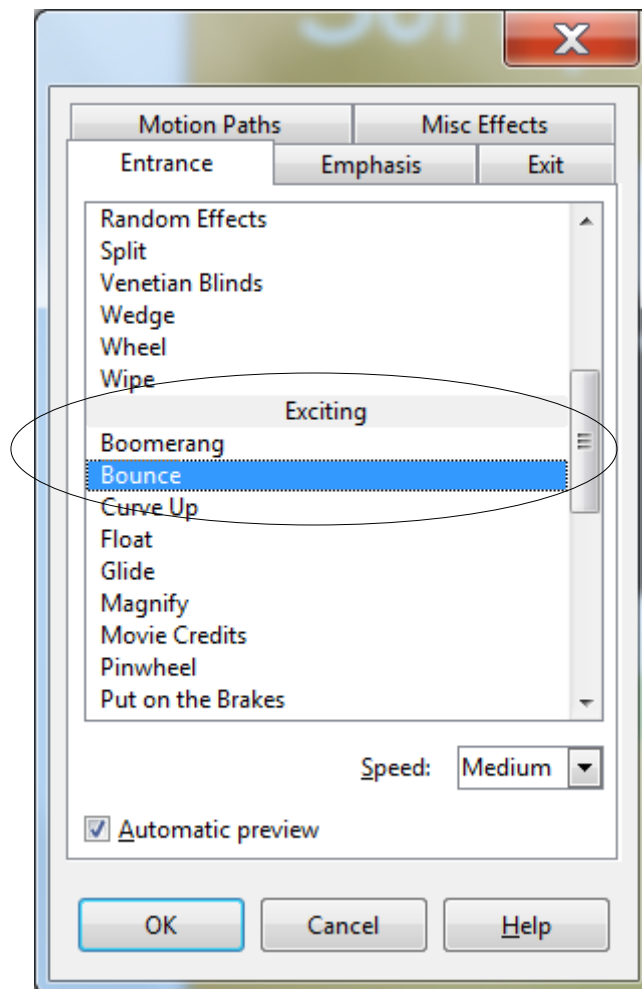 Motion Paths Misc Effects
Entrance Emphasis Exit
Random Effects
Split
Venetian Blinds
Wedge
Wheel
Wipe
Exciting
Boomerang
Bounce
Curve Up
Float
Glide
Magnify
Movie Credits
Pinwheel
Put on the Brakes
Speed: Medium
Automatic preview
OK Cancel Help